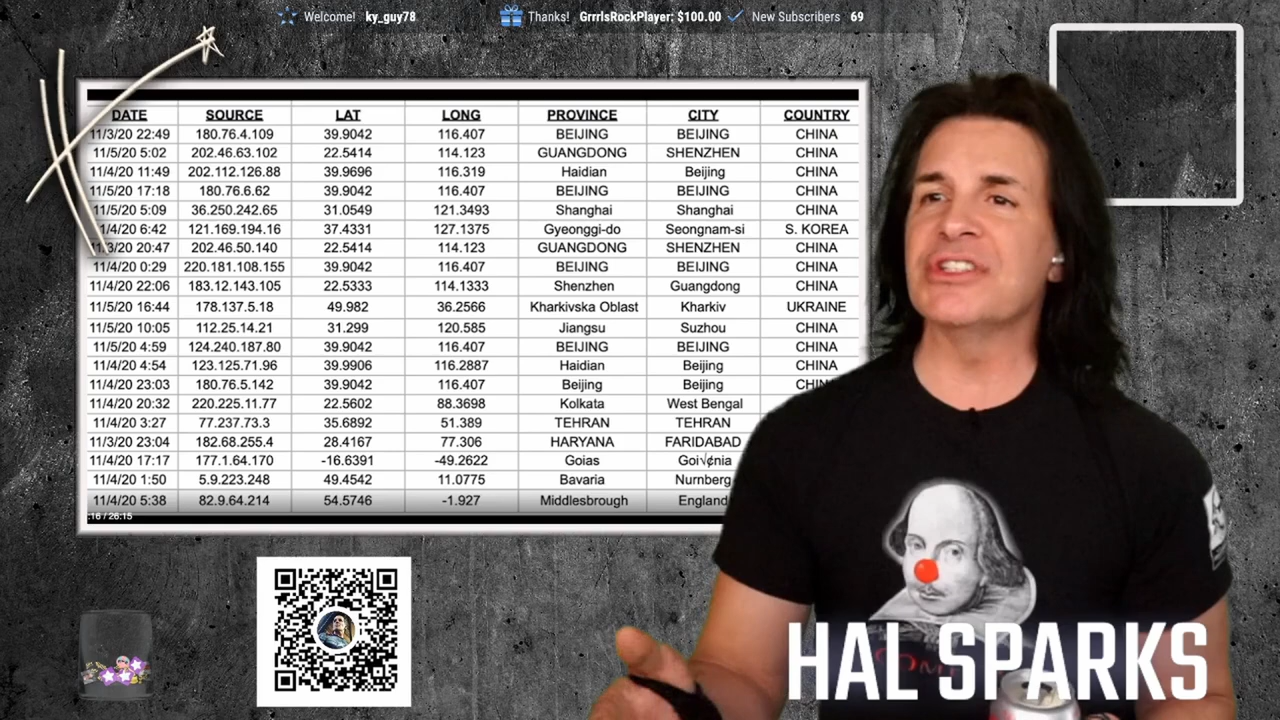 Welcome! ky_guy78 Thanks! GrrrlsRockPlayer: $100.00 New Subscribers 69
DATE SOURCE LAT LONG PROVINCE CITY COUNTRY
11/3/20 22:49 180.76.4.109 39.9042 116.407 BEIJING BEIJING CHINA
11/5/20 5:02 202.46.63.102 22.5414 114.123 GUANGDONG SHENZHEN CHINA
11/4/20 11:49 202.112.126.88 39.9696 116.319 Haidian Beijing CHINA
11/5/20 17:18 180.76.6.62 39.9042 116.407 BEIJING BEIJING CHINA
11/5/20 5:09 36.250.242.65 31.0549 121.3493 Shanghai Shanghai CHINA
11/4/20 6:42 121.169.194.16 37.4331 127.1375 Gyeonggi-do Seongnam-si S. KOREA
11/3/20 20:47 202.46.50.140 22.5414 114.123 GUANGDONG SHENZHEN CHINA
11/4/20 0:29 220.181.108.155 39.9042 116.407 BEIJING BEIJING CHINA
11/4/20 22:06 183.12.143.105 22.5333 114.1333 Shenzhen Guangdong CHINA
11/5/20 16:44 178.137.5.18 49.982 36.2566 Kharkivska Oblast Kharkiv UKRAINE
11/5/20 10:05 112.25.14.21 31.299 120.585 Jiangsu Suzhou CHINA
11/5/20 4:59 124.240.187.80 39.9042 116.407 BEIJING BEIJING CHINA
11/4/20 4:54 123.125.71.96 39.9906 116.2887 Haidian Beijing CHINA
11/4/20 23:03 180.76.5.142 39.9042 116.407 Beijing Beijing CHINA
11/4/20 20:32 220.225.11.77 22.5602 88.3698 Kolkata West Bengal
11/4/20 3:27 77.237.73.3 35.6892 51.389 TEHRAN TEHRAN
11/3/20 23:04 182.68.255.4 28.4167 77.306 HARYANA FARIDABAD
11/4/20 17:17 177.1.64.170 -16.6391 -49.2622 Goias Goi√¢nia
11/4/20 1:50 5.9.223.248 49.4542 11.0775 Bavaria Nurnberg
11/4/20 5:38 82.9.64.214 54.5746 -1.927 Middlesbrough England
:16 / 26:15
HAL SPARKS